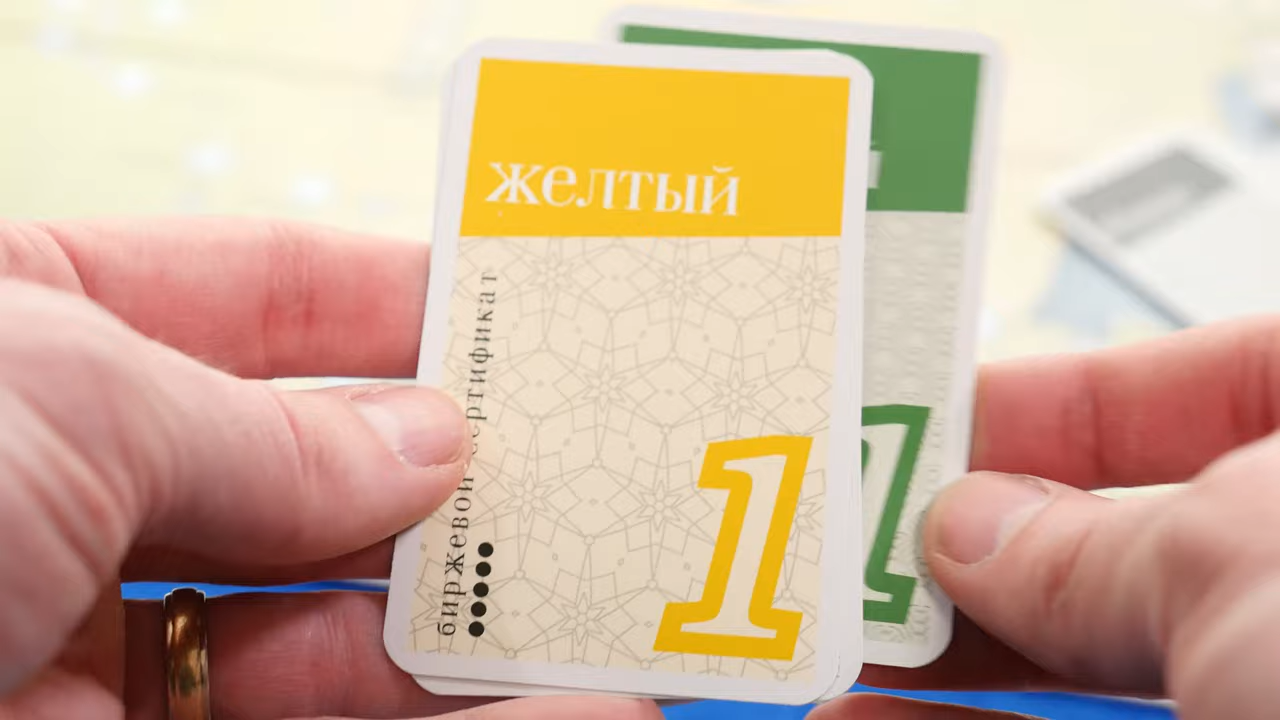 желтый
биржевой сертификат
1
1